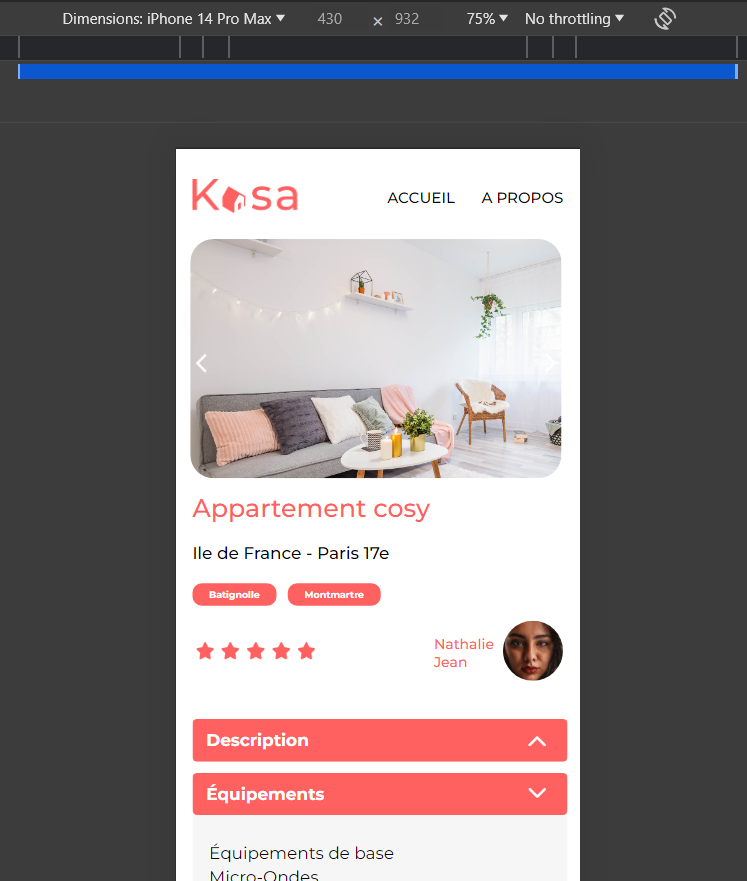 Dimensions: iPhone 14 Pro Max 430 × 932 75% No throttling
Kasa ACCUEIL A PROPOS
Appartement cosy
Ile de France - Paris 17e
Batignolle Montmartre
Nathalie
Jean
Description
Équipements
Équipements de base
Micro-Ondes